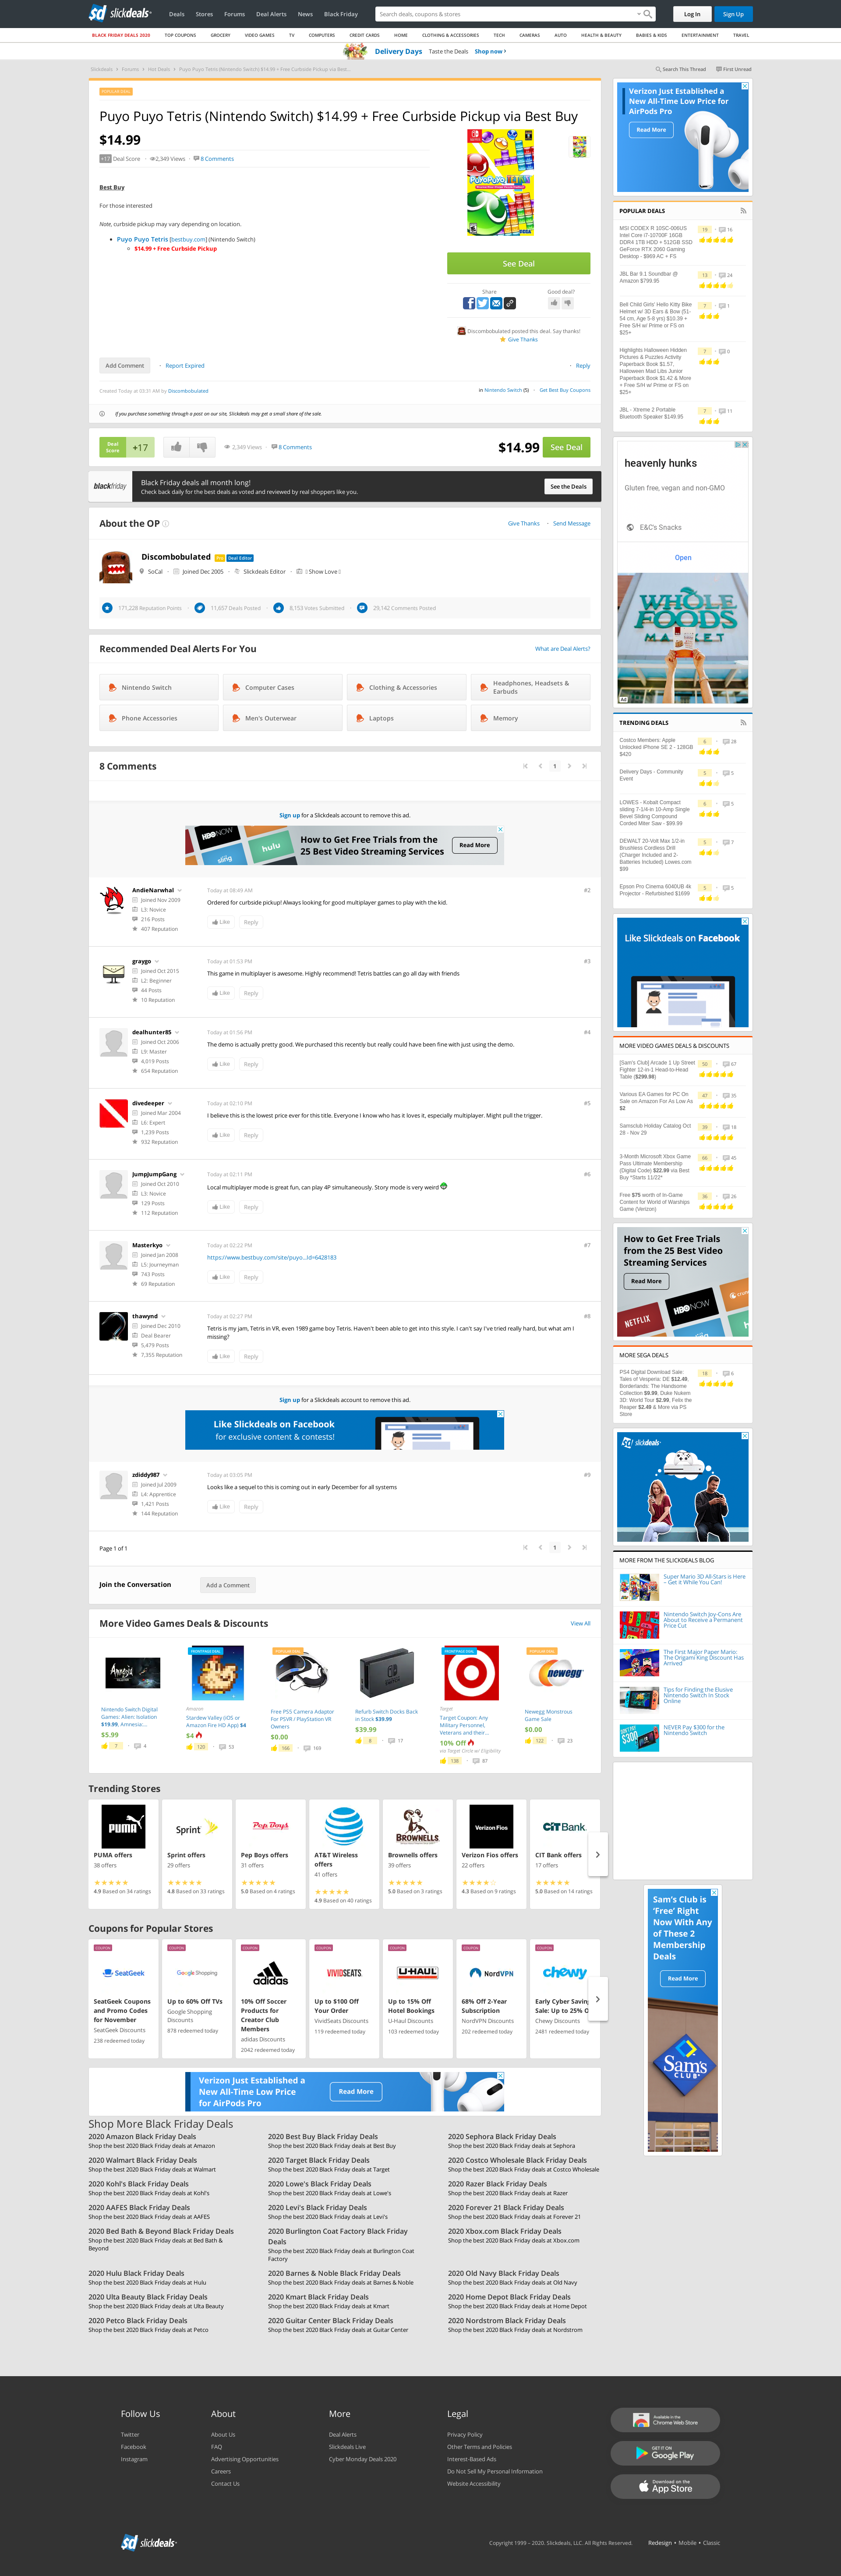 slickdeals
Deals
Stores
Forums
Deal Alerts
News
Black Friday
Search deals, coupons & stores
Log In
Sign Up
BLACK FRIDAY DEALS 2020
TOP COUPONS
GROCERY
VIDEO GAMES
TV
COMPUTERS
CREDIT CARDS
HOME
CLOTHING & ACCESSORIES
TECH
CAMERAS
AUTO
HEALTH & BEAUTY
BABIES & KIDS
ENTERTAINMENT
TRAVEL
Delivery Days Taste the Deals Shop now
Slickdeals > Forums > Hot Deals > Puyo Puyo Tetris (Nintendo Switch) $14.99 + Free Curbside Pickup via Best...
Search This Thread
First Unread
POPULAR DEAL
Puyo Puyo Tetris (Nintendo Switch) $14.99 + Free Curbside Pickup via Best Buy
$14.99
+17 Deal Score
2,349 Views
8 Comments
Best Buy
For those interested
Note, curbside pickup may vary depending on location.
Puyo Puyo Tetris [bestbuy.com] (Nintendo Switch)
$14.99 + Free Curbside Pickup
See Deal
Share
Good deal?
Discombobulated posted this deal. Say thanks!
Give Thanks
Add Comment
Report Expired
Reply
Created Today at 03:31 AM by Discombobulated
in Nintendo Switch (5)
Get Best Buy Coupons
If you purchase something through a post on our site, Slickdeals may get a small share of the sale.
Deal Score
+17
2,349 Views
8 Comments
$14.99
See Deal
blackfriday
Black Friday deals all month long!
Check back daily for the best deals as voted and reviewed by real shoppers like you.
See the Deals
About the OP
Give Thanks
Send Message
Discombobulated Pro Deal Editor
SoCal
Joined Dec 2005
Slickdeals Editor
Show Love
171,228 Reputation Points
11,657 Deals Posted
8,153 Votes Submitted
29,142 Comments Posted
Recommended Deal Alerts For You
What are Deal Alerts?
Nintendo Switch
Computer Cases
Clothing & Accessories
Headphones, Headsets & Earbuds
Phone Accessories
Men's Outerwear
Laptops
Memory
8 Comments
1
Sign up for a Slickdeals account to remove this ad.
HBO NOW
sling
hulu
How to Get Free Trials from the
25 Best Video Streaming Services
Read More
AndieNarwhal
Joined Nov 2009
L3: Novice
216 Posts
407 Reputation
Today at 08:49 AM
#2
Ordered for curbside pickup! Always looking for good multiplayer games to play with the kids.
Like
Reply
graygo
Joined Oct 2015
L2: Beginner
44 Posts
10 Reputation
Today at 01:53 PM
#3
This game in multiplayer is awesome. Highly recommend! Tetris battles can go all day with friends
Like
Reply
dealhunter85
Joined Oct 2006
L9: Master
4,019 Posts
654 Reputation
Today at 01:56 PM
#4
The demo is actually pretty good. We purchased this recently but really could have been fine with just using the demo.
Like
Reply
divedeeper
Joined Mar 2004
L6: Expert
1,239 Posts
932 Reputation
Today at 02:10 PM
#5
I believe this is the lowest price ever for this title. Everyone I know who has it loves it, especially multiplayer. Might pull the trigger.
Like
Reply
JumpJumpGang
Joined Oct 2010
L3: Novice
129 Posts
112 Reputation
Today at 02:11 PM
#6
Local multiplayer mode is great fun, can play 4P simultaneously. Story mode is very weird
Like
Reply
Masterkyo
Joined Jan 2008
L5: Journeyman
743 Posts
69 Reputation
Today at 02:22 PM
#7
https://www.bestbuy.com/site/puyo...Id=6428183
Like
Reply
thawynd
Joined Dec 2010
Deal Bearer
5,479 Posts
7,355 Reputation
Today at 02:27 PM
#8
Tetris is my jam, Tetris in VR, even 1989 game boy Tetris. Haven't been able to get into this style. I can't say I've tried really hard, but what am I
missing?
Like
Reply
Sign up for a Slickdeals account to remove this ad.
Like Slickdeals on Facebook
for exclusive content & contests!
zdiddy987
Joined Jul 2009
L4: Apprentice
1,421 Posts
144 Reputation
Today at 03:05 PM
#9
Looks like a sequel to this is coming out in early December for all systems
Like
Reply
Page 1 of 1
1
Join the Conversation
Add a Comment
More Video Games Deals & Discounts
View All
Nintendo Switch Digital
Games: Alien: Isolation
$19.99, Amnesia:...
$5.99
7
4
FRONTPAGE DEAL
Amazon
Stardew Valley (iOS or
Amazon Fire HD App) $4
$4
120
53
POPULAR DEAL
Free PS5 Camera Adaptor
For PSVR / PlayStation VR
Owners
$0.00
166
169
Refurb Switch Docks Back
in Stock $39.99
$39.99
8
17
FRONTPAGE DEAL
Target
Target Coupon: Any
Military Personnel,
Veterans and their...
10% Off
via Target Circle w/ Eligibility
138
87
POPULAR DEAL
newegg
Newegg Monstrous
Game Sale
$0.00
122
23
Trending Stores
PUMA
PUMA offers
38 offers
4.9 Based on 34 ratings
Sprint
Sprint offers
29 offers
4.8 Based on 33 ratings
Pep Boys
Pep Boys offers
31 offers
5.0 Based on 4 ratings
AT&T Wireless
offers
41 offers
4.9 Based on 40 ratings
BROWNELLS
Brownells offers
39 offers
5.0 Based on 3 ratings
Verizon Fios
Verizon Fios offers
22 offers
4.3 Based on 9 ratings
CIT Bank
CIT Bank offers
17 offers
5.0 Based on 14 ratings
Coupons for Popular Stores
COUPON
SeatGeek
SeatGeek Coupons
and Promo Codes
for November
SeatGeek Discounts
238 redeemed today
COUPON
Google Shopping
Up to 60% Off TVs
Google Shopping
Discounts
878 redeemed today
COUPON
adidas
10% Off Soccer
Products for
Creator Club
Members
adidas Discounts
2042 redeemed today
COUPON
VIVID SEATS
Up to $100 Off
Your Order
VividSeats Discounts
119 redeemed today
COUPON
U-HAUL
Up to 15% Off
Hotel Bookings
U-Haul Discounts
103 redeemed today
COUPON
NordVPN
68% Off 2-Year
Subscription
NordVPN Discounts
202 redeemed today
COUPON
chewy
Early Cyber Saving
Sale: Up to 25% O
Chewy Discounts
2481 redeemed today
Verizon Just Established a
New All-Time Low Price
for AirPods Pro
Read More
Shop More Black Friday Deals
2020 Amazon Black Friday Deals
Shop the best 2020 Black Friday deals at Amazon
2020 Best Buy Black Friday Deals
Shop the best 2020 Black Friday deals at Best Buy
2020 Sephora Black Friday Deals
Shop the best 2020 Black Friday deals at Sephora
2020 Walmart Black Friday Deals
Shop the best 2020 Black Friday deals at Walmart
2020 Target Black Friday Deals
Shop the best 2020 Black Friday deals at Target
2020 Costco Wholesale Black Friday Deals
Shop the best 2020 Black Friday deals at Costco Wholesale
2020 Kohl's Black Friday Deals
Shop the best 2020 Black Friday deals at Kohl's
2020 Lowe's Black Friday Deals
Shop the best 2020 Black Friday deals at Lowe's
2020 Razer Black Friday Deals
Shop the best 2020 Black Friday deals at Razer
2020 AAFES Black Friday Deals
Shop the best 2020 Black Friday deals at AAFES
2020 Levi's Black Friday Deals
Shop the best 2020 Black Friday deals at Levi's
2020 Forever 21 Black Friday Deals
Shop the best 2020 Black Friday deals at Forever 21
2020 Bed Bath & Beyond Black Friday Deals
Shop the best 2020 Black Friday deals at Bed Bath &
Beyond
2020 Burlington Coat Factory Black Friday
Deals
Shop the best 2020 Black Friday deals at Burlington Coat
Factory
2020 Xbox.com Black Friday Deals
Shop the best 2020 Black Friday deals at Xbox.com
2020 Hulu Black Friday Deals
Shop the best 2020 Black Friday deals at Hulu
2020 Barnes & Noble Black Friday Deals
Shop the best 2020 Black Friday deals at Barnes & Noble
2020 Old Navy Black Friday Deals
Shop the best 2020 Black Friday deals at Old Navy
2020 Ulta Beauty Black Friday Deals
Shop the best 2020 Black Friday deals at Ulta Beauty
2020 Kmart Black Friday Deals
Shop the best 2020 Black Friday deals at Kmart
2020 Home Depot Black Friday Deals
Shop the best 2020 Black Friday deals at Home Depot
2020 Petco Black Friday Deals
Shop the best 2020 Black Friday deals at Petco
2020 Guitar Center Black Friday Deals
Shop the best 2020 Black Friday deals at Guitar Center
2020 Nordstrom Black Friday Deals
Shop the best 2020 Black Friday deals at Nordstrom
Verizon Just Established a
New All-Time Low Price for
AirPods Pro
Read More
POPULAR DEALS
MSI CODEX R 10SC-006US
Intel Core i7-10700F 16GB
DDR4 1TB HDD + 512GB SSD
GeForce RTX 2060 Gaming
Desktop - $969 AC + FS
19
16
JBL Bar 9.1 Soundbar @
Amazon $799.95
13
24
Bell Child Girls' Hello Kitty Bike
Helmet w/ 3D Ears & Bow (51-
54 cm, Age 5-8 yrs) $10.39 +
Free S/H w/ Prime or FS on
$25+
7
1
Highlights Halloween Hidden
Pictures & Puzzles Activity
Paperback Book $1.57,
Halloween Mad Libs Junior
Paperback Book $1.42 & More
+ Free S/H w/ Prime or FS on
$25+
7
0
JBL - Xtreme 2 Portable
Bluetooth Speaker $149.95
7
11
heavenly hunks
Gluten free, vegan and non-GMO
E&C's Snacks
Open
WHOLE
FOODS
MARKET
Ad
TRENDING DEALS
Costco Members: Apple
Unlocked iPhone SE 2 - 128GB
$420
6
28
Delivery Days - Community
Event
5
5
LOWES - Kobalt Compact
sliding 7-1/4-in 10-Amp Single
Bevel Sliding Compound
Corded Miter Saw - $99.99
6
5
DEWALT 20-Volt Max 1/2-in
Brushless Cordless Drill
(Charger Included and 2-
Batteries Included) Lowes.com
$99
5
7
Epson Pro Cinema 6040UB 4k
Projector - Refurbished $1699
5
5
Like Slickdeals on Facebook
MORE VIDEO GAMES DEALS & DISCOUNTS
[Sam's Club] Arcade 1 Up Street
Fighter 12-in-1 Head-to-Head
Table ($299.98)
50
67
Various EA Games for PC On
Sale on Amazon For As Low As
$2
47
35
Samsclub Holiday Catalog Oct
28 - Nov 29
39
18
3-Month Microsoft Xbox Game
Pass Ultimate Membership
(Digital Code) $22.99 via Best
Buy *Starts 11/22*
66
45
Free $75 worth of In-Game
Content for World of Warships
Game (Verizon)
36
26
How to Get Free Trials
from the 25 Best Video
Streaming Services
Read More
NETFLIX
HBO NOW
MORE SEGA DEALS
PS4 Digital Download Sale:
Tales of Vesperia: DE $12.49,
Borderlands: The Handsome
Collection $9.99, Duke Nukem
3D: World Tour $2.99, Felix the
Reaper $2.49 & More via PS
Store
18
6
slickdeals
MORE FROM THE SLICKDEALS BLOG
Super Mario 3D All-Stars is Here
– Get it While You Can!
Nintendo Switch Joy-Cons Are
About to Receive a Permanent
Price Cut
The First Major Paper Mario:
The Origami King Discount Has
Arrived
Tips for Finding the Elusive
Nintendo Switch In Stock
Online
NEVER Pay $300 for the
Nintendo Switch
Sam's Club is
'Free' Right
Now With Any
of These 2
Membership
Deals
Read More
Sam's
CLUB
Follow Us
Twitter
Facebook
Instagram
About
About Us
FAQ
Advertising Opportunities
Careers
Contact Us
More
Deal Alerts
Slickdeals Live
Cyber Monday Deals 2020
Legal
Privacy Policy
Other Terms and Policies
Interest-Based Ads
Do Not Sell My Personal Information
Website Accessibility
Available in the
Chrome Web Store
GET IT ON
Google Play
Download on the
App Store
slickdeals
Copyright 1999 – 2020. Slickdeals, LLC. All Rights Reserved.
Redesign • Mobile • Classic